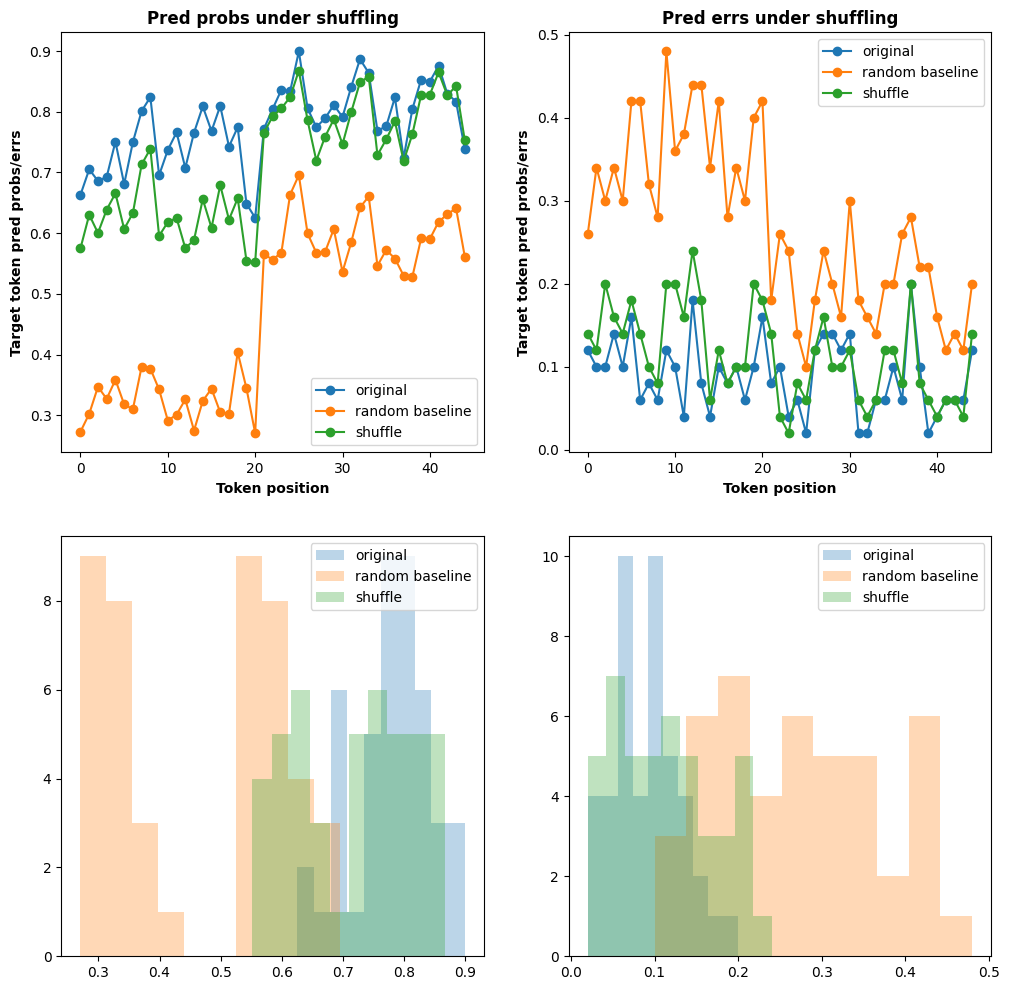 Pred probs under shuffling
Target token pred probs/errs
0.9
0.8
0.7
0.6
0.5
0.4
0.3
original
random baseline
shuffle
0 10 20 30 40
Token position
Pred errs under shuffling
Target token pred probs/errs
0.5
0.4
0.3
0.2
0.1
0.0
original
random baseline
shuffle
0 10 20 30 40
Token position
8
6
4
2
0
original
random baseline
shuffle
0.3 0.4 0.5 0.6 0.7 0.8 0.9
10
8
6
4
2
0
original
random baseline
shuffle
0.0 0.1 0.2 0.3 0.4 0.5